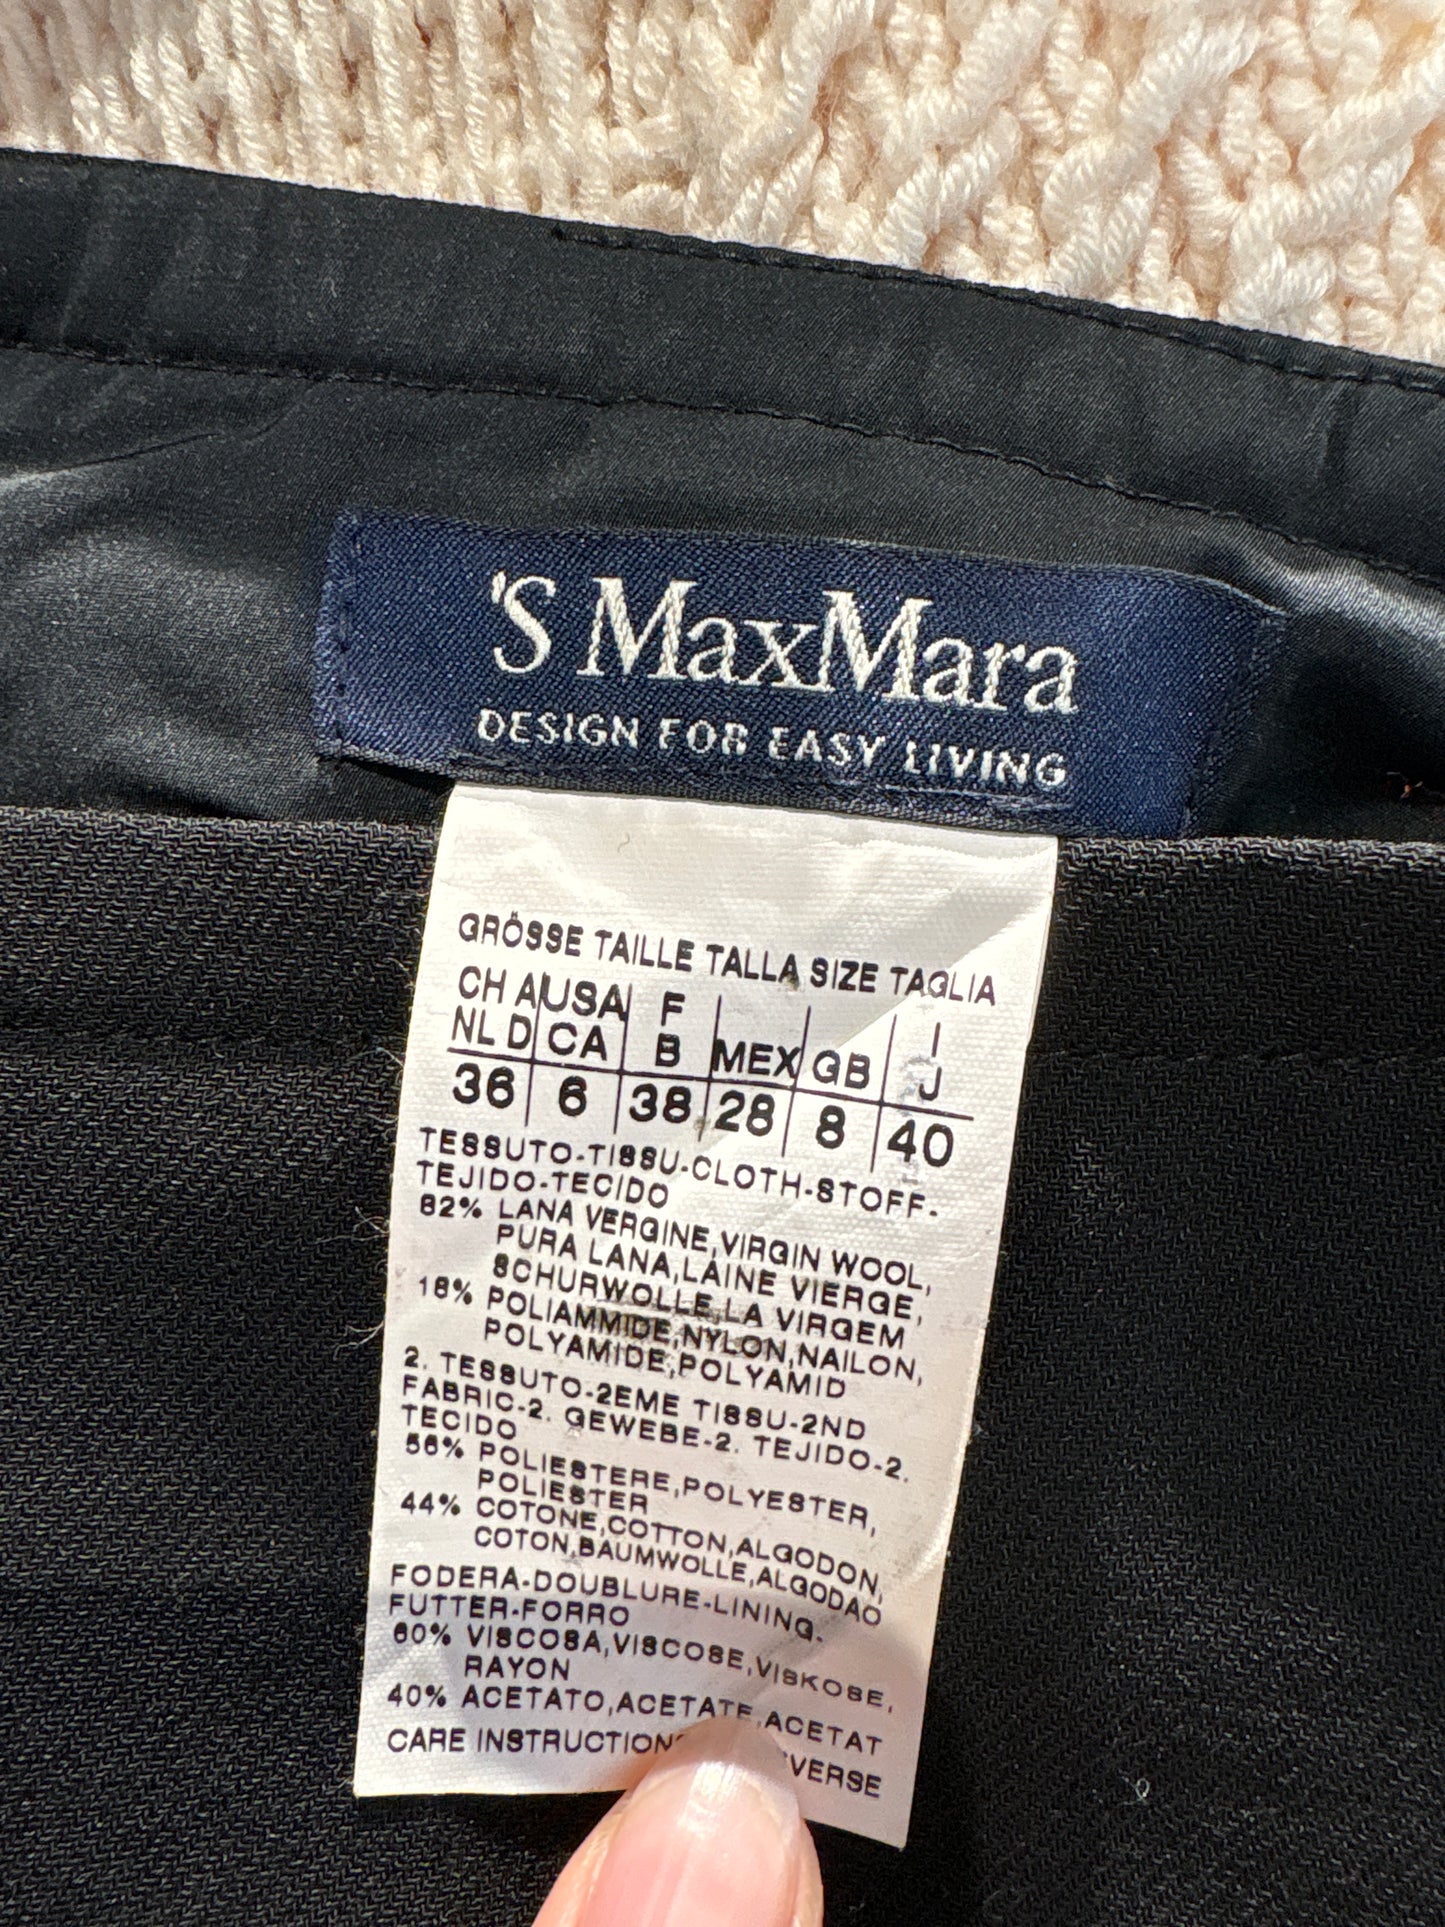 'S MaxMara
DESIGN FOR EASY LIVING
GRÖSSE TAILLE TALLA SIZE TAGLIA
CH A USA F I
NL D CA B MEX GB J
36 6 38 28 8 40
TESSUTO-TISSU-CLOTH-STOFF-
TEJIDO-TECIDO
82% LANA VERGINE,VIRGIN WOOL,
PURA LANA,LAINE VIERGE,
SCHURWOLLE,LA VIRGEM
18% POLIAMMIDE,NYLON,NAILON,
POLYAMIDE,POLYAMID
2. TESSUTO-2EME TISSU-2ND
FABRIC-2. GEWEBE-2. TEJIDO-2.
TECIDO
56% POLIESTERE,POLYESTER,
POLIESTER
44% COTONE,COTTON,ALGODON,
COTON,BAUMWOLLE,ALGODAO
FODERA-DOUBLURE-LINING-
FUTTER-FORRO
60% VISCOSA,VISCOSE,VISKOSE,
RAYON
40% ACETATO,ACETATE,ACETAT
CARE INSTRUCTION